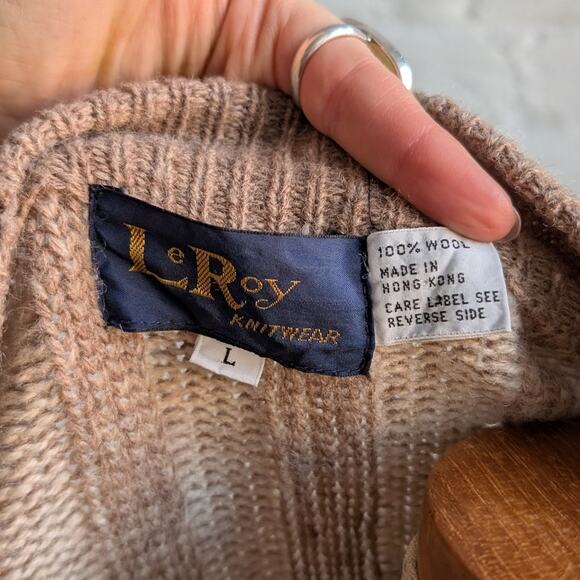 LeRoy
KNITWEAR
L
100% WOOL
MADE IN
HONG KONG
CARE LABEL SEE
REVERSE SIDE